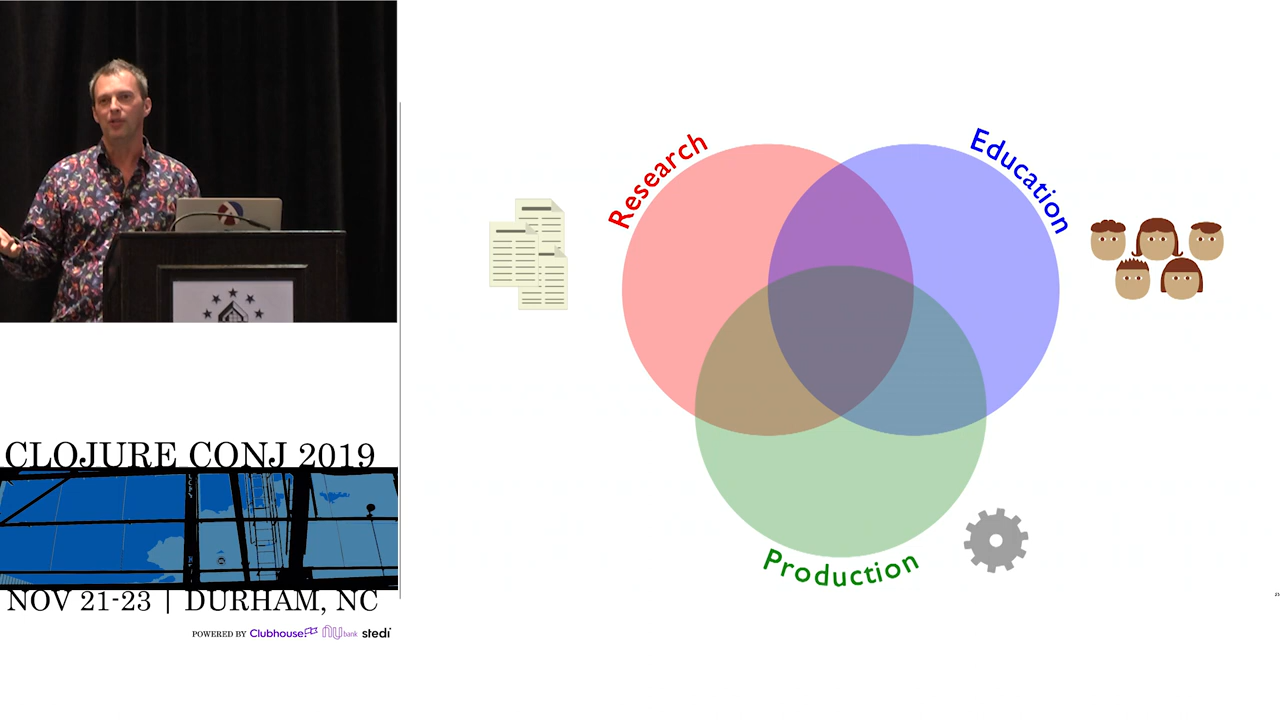 Research
Education
Production
CLOJURE CONJ 2019
NOV 21-23 | DURHAM, NC
POWERED BY Clubhouse nu bank stedi